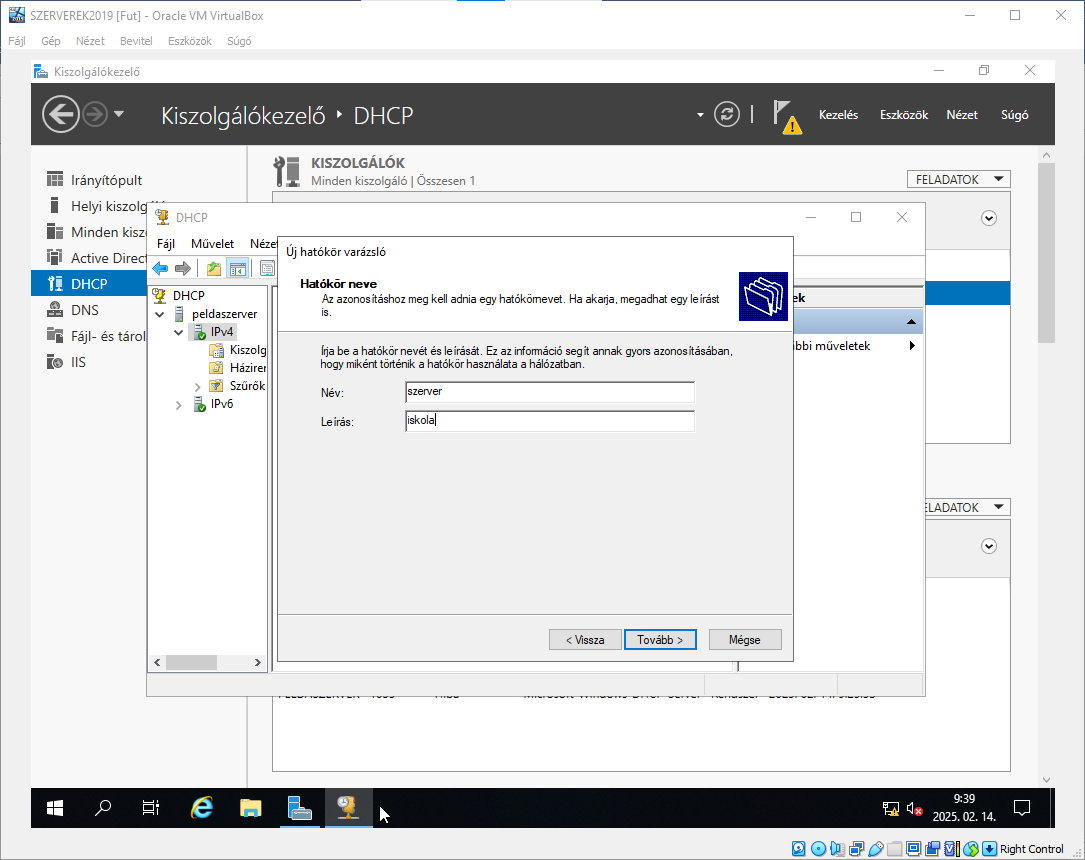 SZERVEREK2019 [Fut] - Oracle VM VirtualBox
Fájl Gép Nézet Bevitel Eszközök Súgó
Kiszolgálókezelő
Kiszolgálókezelő DHCP
Kezelés Eszközök Nézet Súgó
Irányítópult
Helyi kiszolg
Minden kisz
Active Direct
DHCP
DNS
Fájl- és tárol
IIS
KISZOLGÁLÓK
Minden kiszolgáló | Összesen 1
FELADATOK
DHCP
Fájl Művelet Nézet
DHCP
peldaszerver
IPv4
Kiszolg
Házirer
Szűrők
IPv6
ek
bbi műveletek
Új hatókör varázsló
Hatókör neve
Az azonosításhoz meg kell adnia egy hatókörnevet. Ha akarja, megadhat egy leírást
is.
Írja be a hatókör nevét és leírását. Ez az információ segít annak gyors azonosításában,
hogy miként történik a hatókör használata a hálózatban.
Név: szerver
Leírás: iskola
< Vissza Tovább > Mégse
ELADATOK
9:39
2025. 02. 14.
Right Control